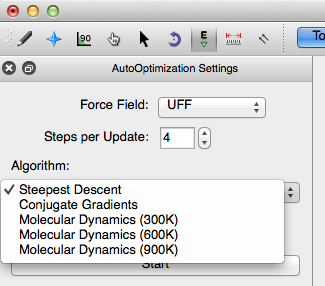 90
E
To
AutoOptimization Settings
Force Field: UFF
Steps per Update: 4
Algorithm:
✓ Steepest Descent
Conjugate Gradients
Molecular Dynamics (300K)
Molecular Dynamics (600K)
Molecular Dynamics (900K)
Start